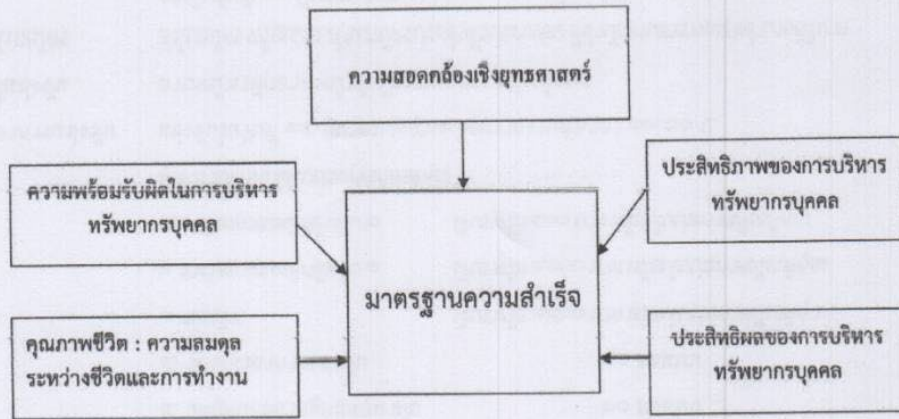 ความสอดคล้องเชิงยุทธศาสตร์
ความพร้อมรับผิดในการบริหาร
ทรัพยากรบุคคล
ประสิทธิภาพของการบริหาร
ทรัพยากรบุคคล
มาตรฐานความสำเร็จ
คุณภาพชีวิต : ความสมดุล
ระหว่างชีวิตและการทำงาน
ประสิทธิผลของการบริหาร
ทรัพยากรบุคคล